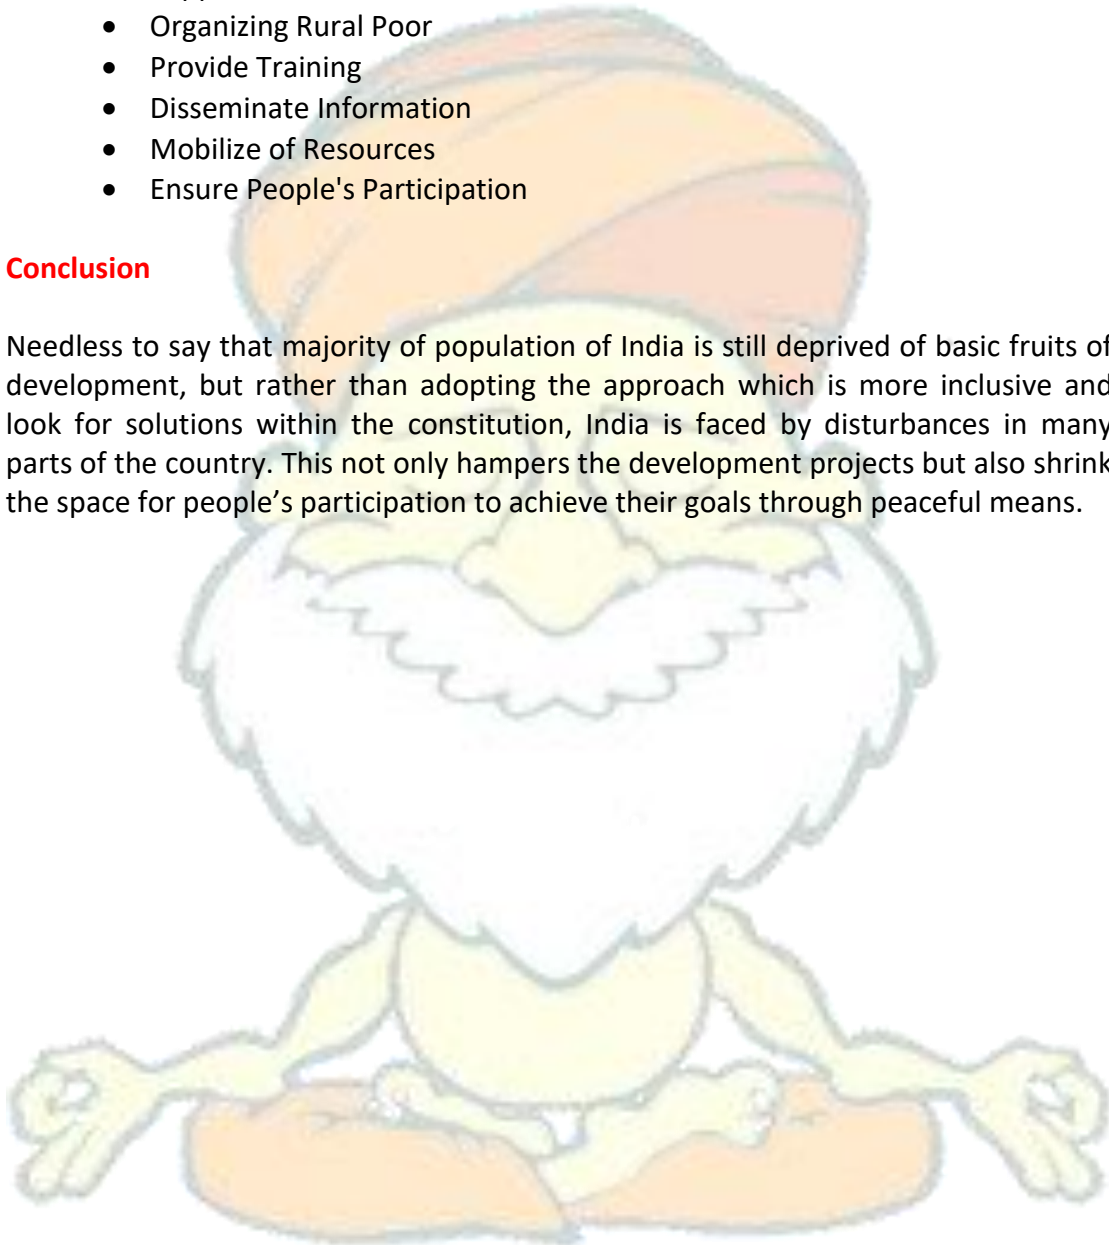 • Organizing Rural Poor
• Provide Training
• Disseminate Information
• Mobilize of Resources
• Ensure People's Participation
Conclusion
Needless to say that majority of population of India is still deprived of basic fruits of
development, but rather than adopting the approach which is more inclusive and
look for solutions within the constitution, India is faced by disturbances in many
parts of the country. This not only hampers the development projects but also shrink
the space for people’s participation to achieve their goals through peaceful means.